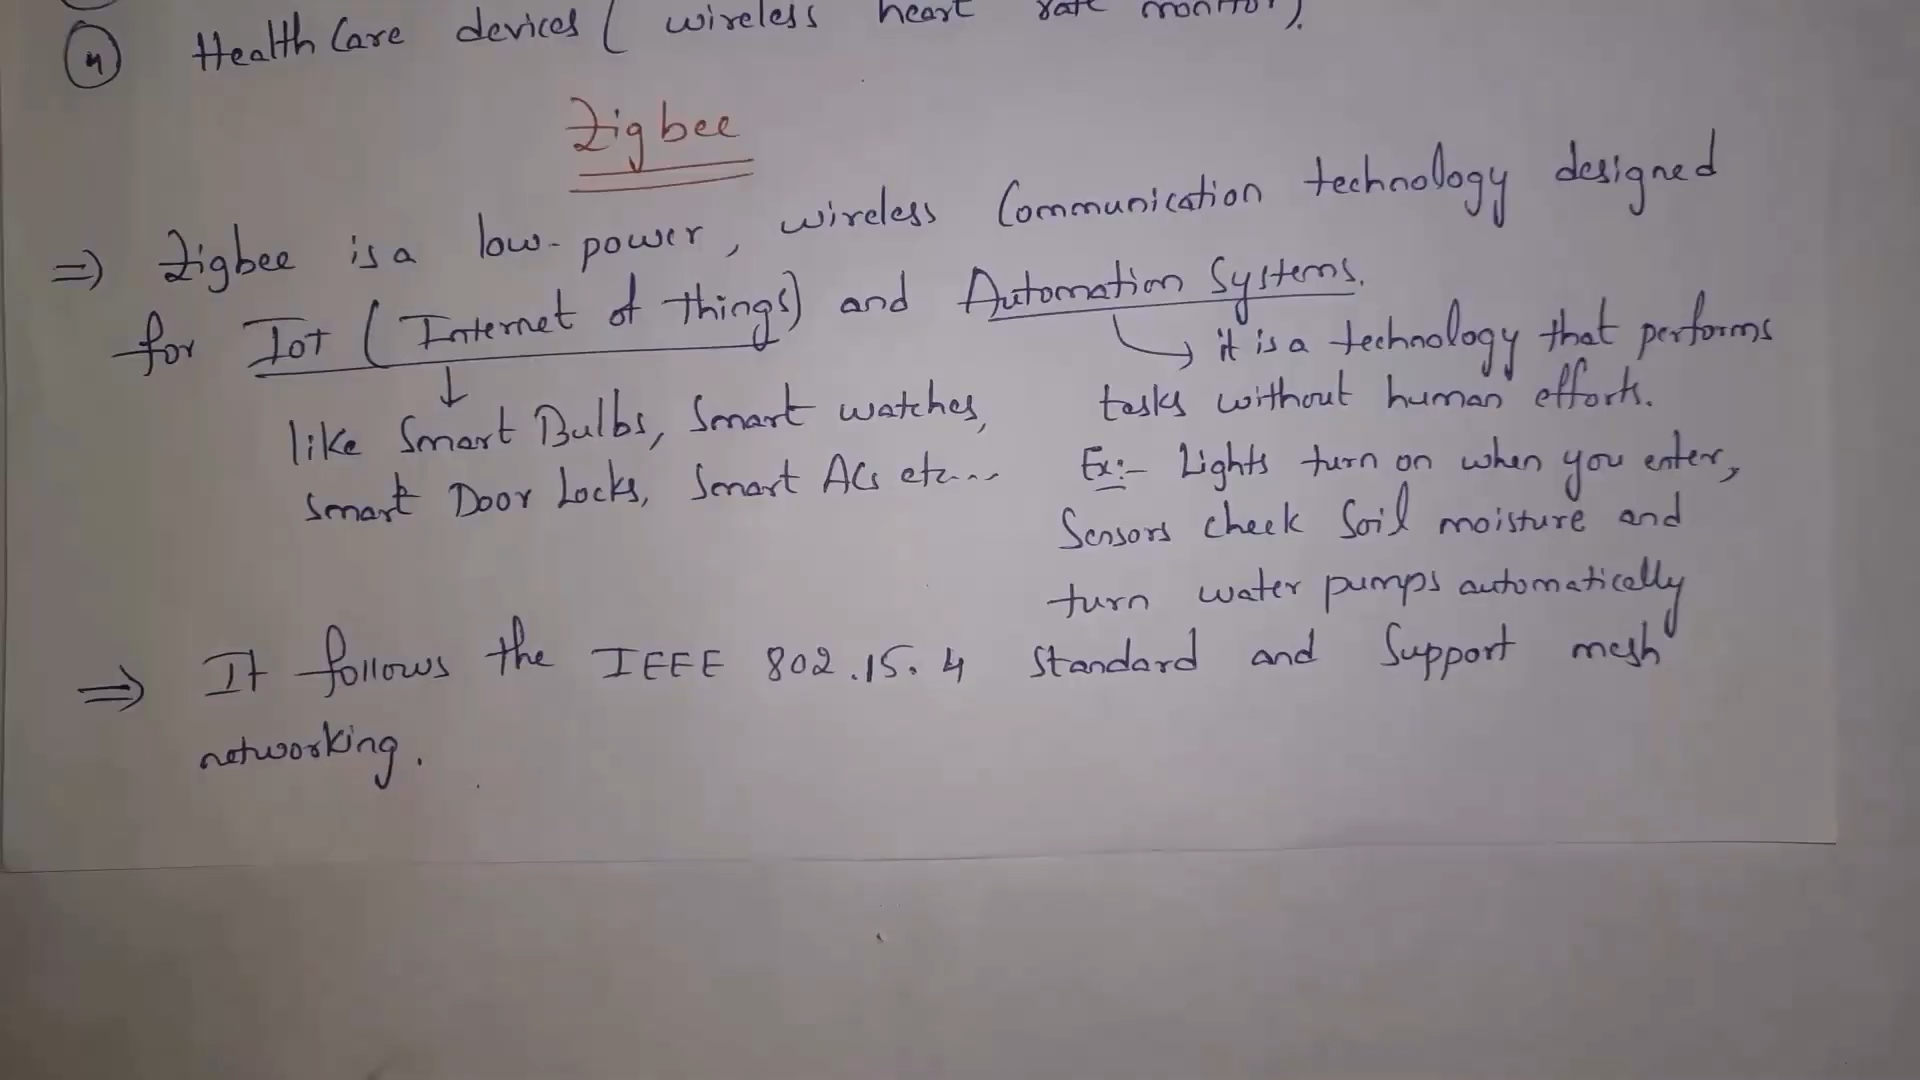 ④ Health Care devices ( wireless heart rate monitor).
Zigbee
⇒ Zigbee is a low-power, wireless Communication technology designed
for IoT ( Internet of things) and Automation Systems.
↓
like Smart Bulbs, Smart watches,
Smart Door Locks, Smart ACs etc...
it is a technology that performs
tasks without human efforts.
Ex:- Lights turn on when you enter,
Sensors check Soil moisture and
turn water pumps automatically
⇒ It follows the IEEE 802.15.4 Standard and Support mesh
networking.